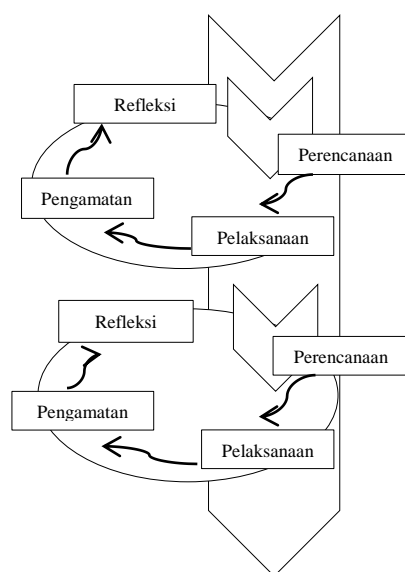 Refleksi
Perencanaan
Pengamatan
Pelaksanaan
Refleksi
Perencanaan
Pengamatan
Pelaksanaan